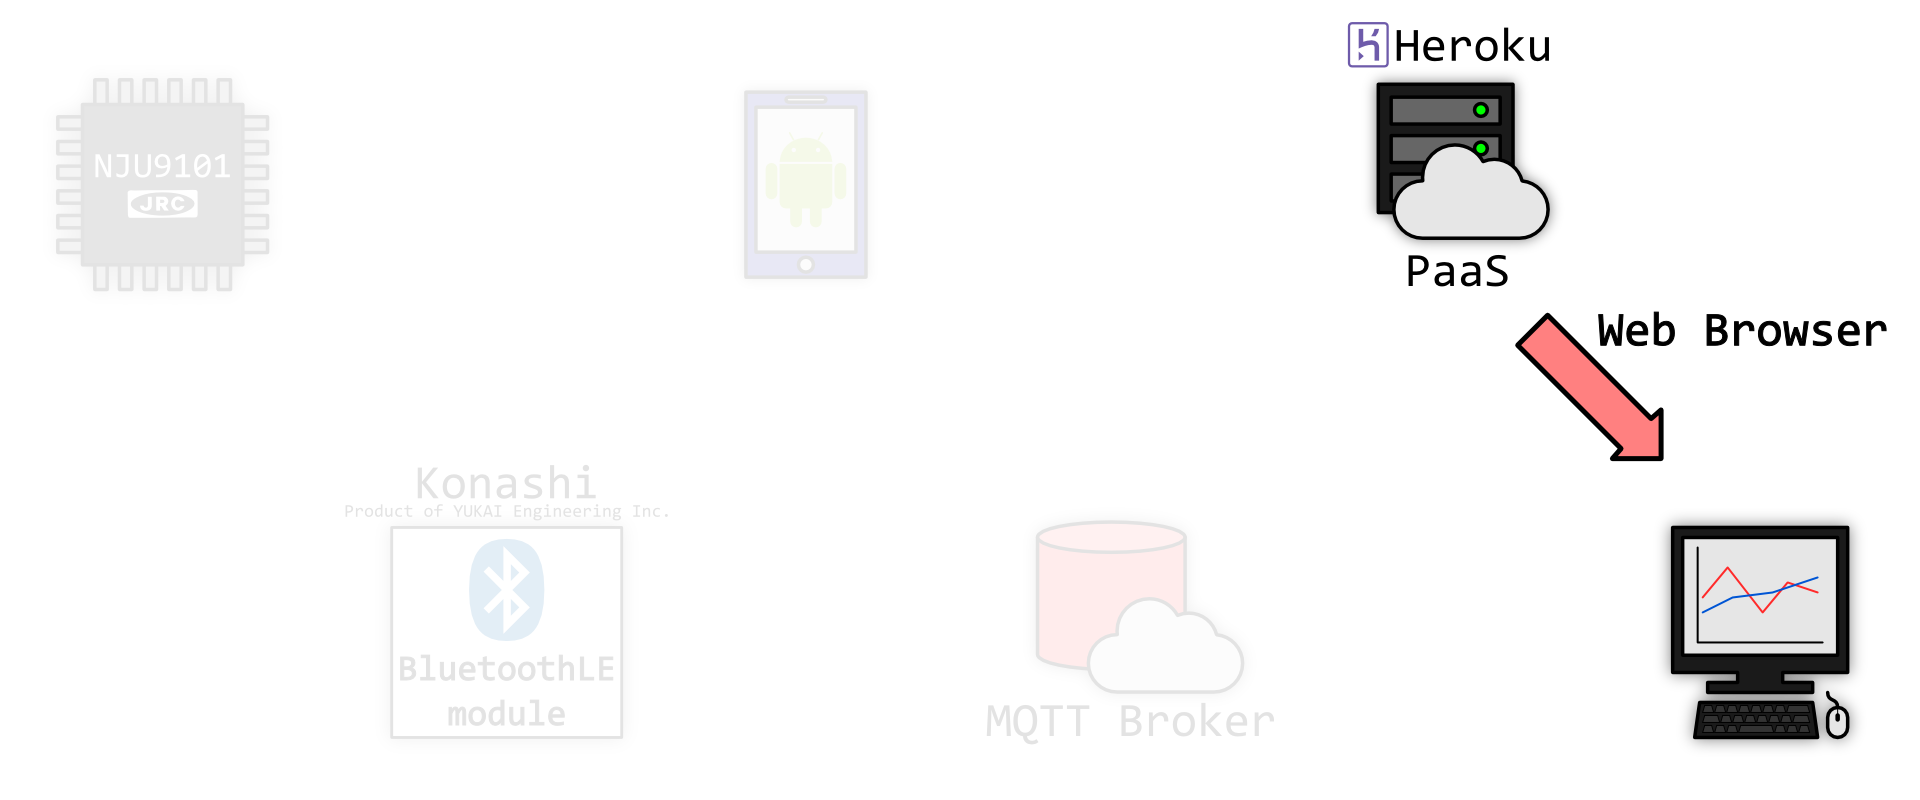 Heroku
NJU9101
JRC
PaaS
Web Browser
Konashi
Product of YUKAI Engineering Inc.
BluetoothLE
module
MQTT Broker